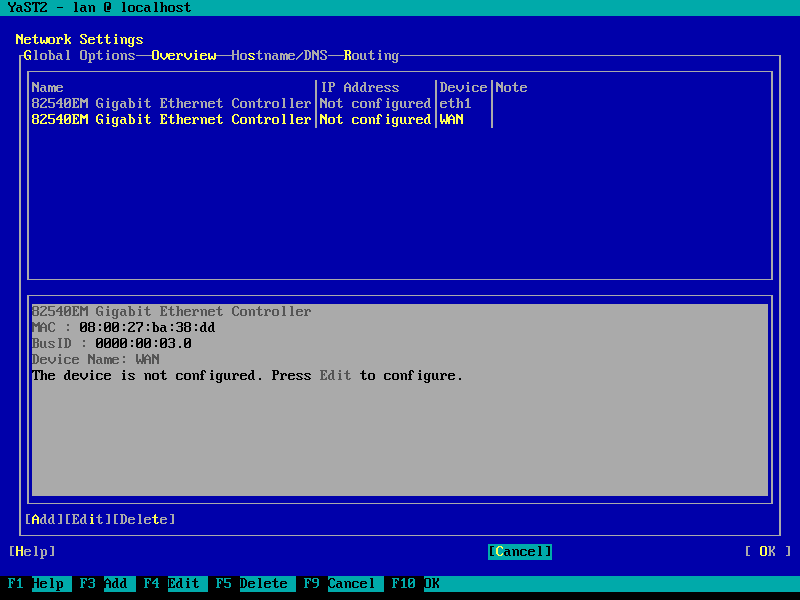 YaST2 - lan @ localhost
Network Settings
Global Options Overview Hostname/DNS Routing
Name IP Address Device Note
82540EM Gigabit Ethernet Controller Not configured eth1
82540EM Gigabit Ethernet Controller Not configured WAN
82540EM Gigabit Ethernet Controller
MAC : 08:00:27:ba:38:dd
BusID : 0000:00:03.0
Device Name: WAN
The device is not configured. Press Edit to configure.
[Add][Edit][Delete]
[Help] [Cancel] [ OK ]
F1 Help F3 Add F4 Edit F5 Delete F9 Cancel F10 OK